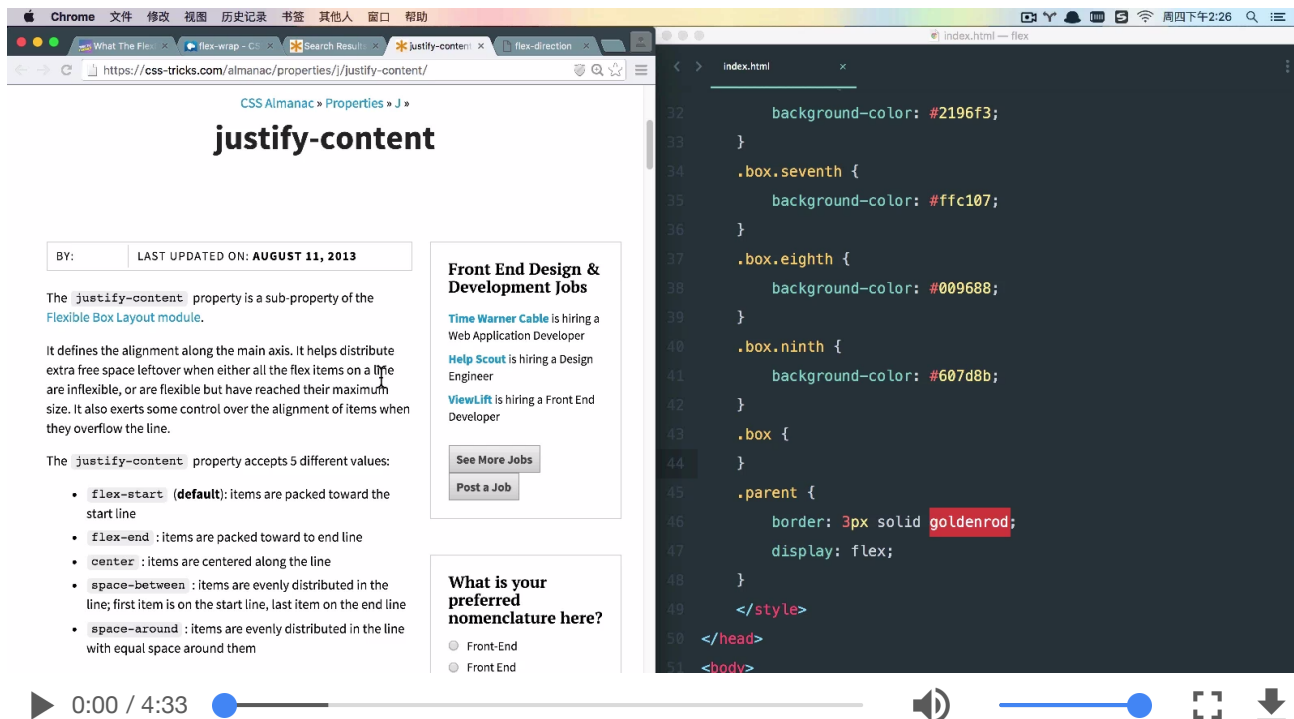 Chrome 文件 修改 视图 历史记录 书签 其他人 窗口 帮助 周四下午2:26
What The Flex flex-wrap - CS Search Results justify-content flex-direction
https://css-tricks.com/almanac/properties/j/justify-content/
CSS Almanac » Properties » J »
justify-content
BY: LAST UPDATED ON: AUGUST 11, 2013
The justify-content property is a sub-property of the
Flexible Box Layout module.
It defines the alignment along the main axis. It helps distribute
extra free space leftover when either all the flex items on a line
are inflexible, or are flexible but have reached their maximum
size. It also exerts some control over the alignment of items when
they overflow the line.
The justify-content property accepts 5 different values:
• flex-start (default): items are packed toward the
start line
• flex-end : items are packed toward to end line
• center : items are centered along the line
• space-between : items are evenly distributed in the
line; first item is on the start line, last item on the end line
• space-around : items are evenly distributed in the line
with equal space around them
Front End Design &
Development Jobs
Time Warner Cable is hiring a
Web Application Developer
Help Scout is hiring a Design
Engineer
ViewLift is hiring a Front End
Developer
See More Jobs
Post a Job
What is your
preferred
nomenclature here?
Front-End
Front End
index.html — flex
index.html
32 background-color: #2196f3;
33 }
34 .box.seventh {
35 background-color: #ffc107;
36 }
37 .box.eighth {
38 background-color: #009688;
39 }
40 .box.ninth {
41 background-color: #607d8b;
42 }
43 .box {
44 }
45 .parent {
46 border: 3px solid goldenrod;
47 display: flex;
48 }
49 </style>
50 </head>
51 <body>
0:00 / 4:33